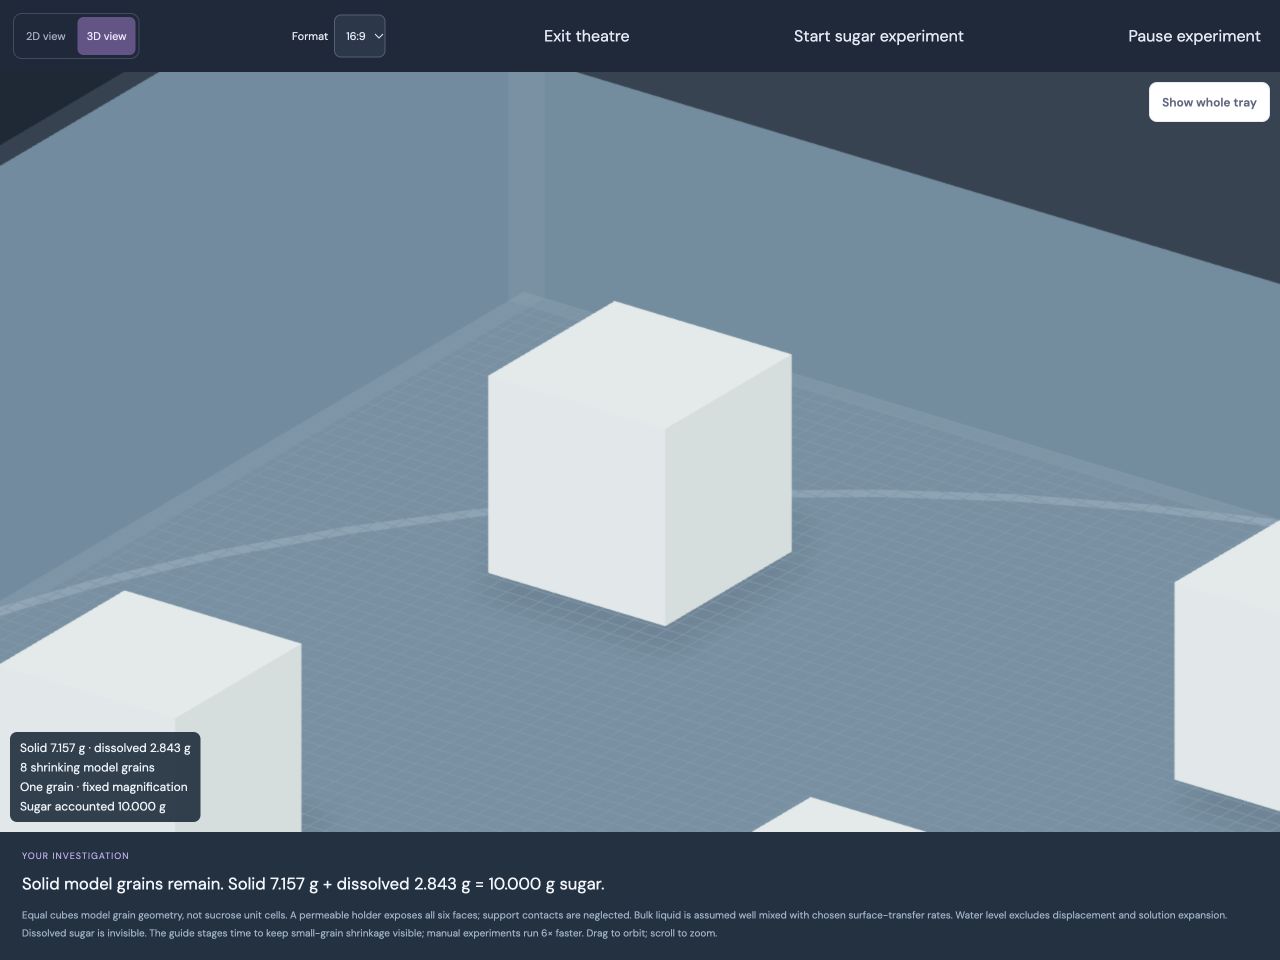 2D view
3D view
Format
16:9
Exit theatre
Start sugar experiment
Pause experiment
Show whole tray
Solid 7.157 g · dissolved 2.843 g
8 shrinking model grains
One grain · fixed magnification
Sugar accounted 10.000 g
YOUR INVESTIGATION
Solid model grains remain. Solid 7.157 g + dissolved 2.843 g = 10.000 g sugar.
Equal cubes model grain geometry, not sucrose unit cells. A permeable holder exposes all six faces; support contacts are neglected. Bulk liquid is assumed well mixed with chosen surface-transfer rates. Water level excludes displacement and solution expansion.
Dissolved sugar is invisible. The guide stages time to keep small-grain shrinkage visible; manual experiments run 6× faster. Drag to orbit; scroll to zoom.